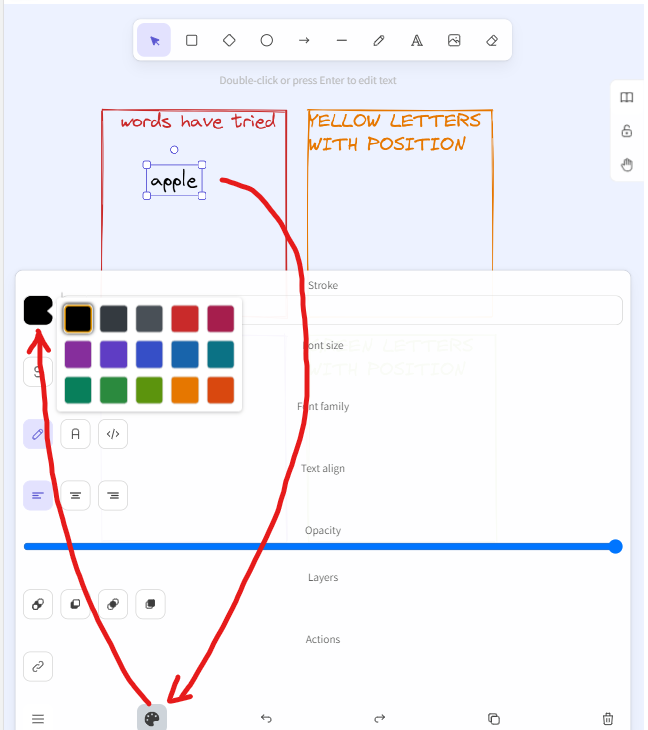 Double-click or press Enter to edit text
words have tried
YELLOW LETTERS
WITH POSITION
apple
Stroke
Font size
S
Font family
A
</>
Text align
Opacity
Layers
Actions